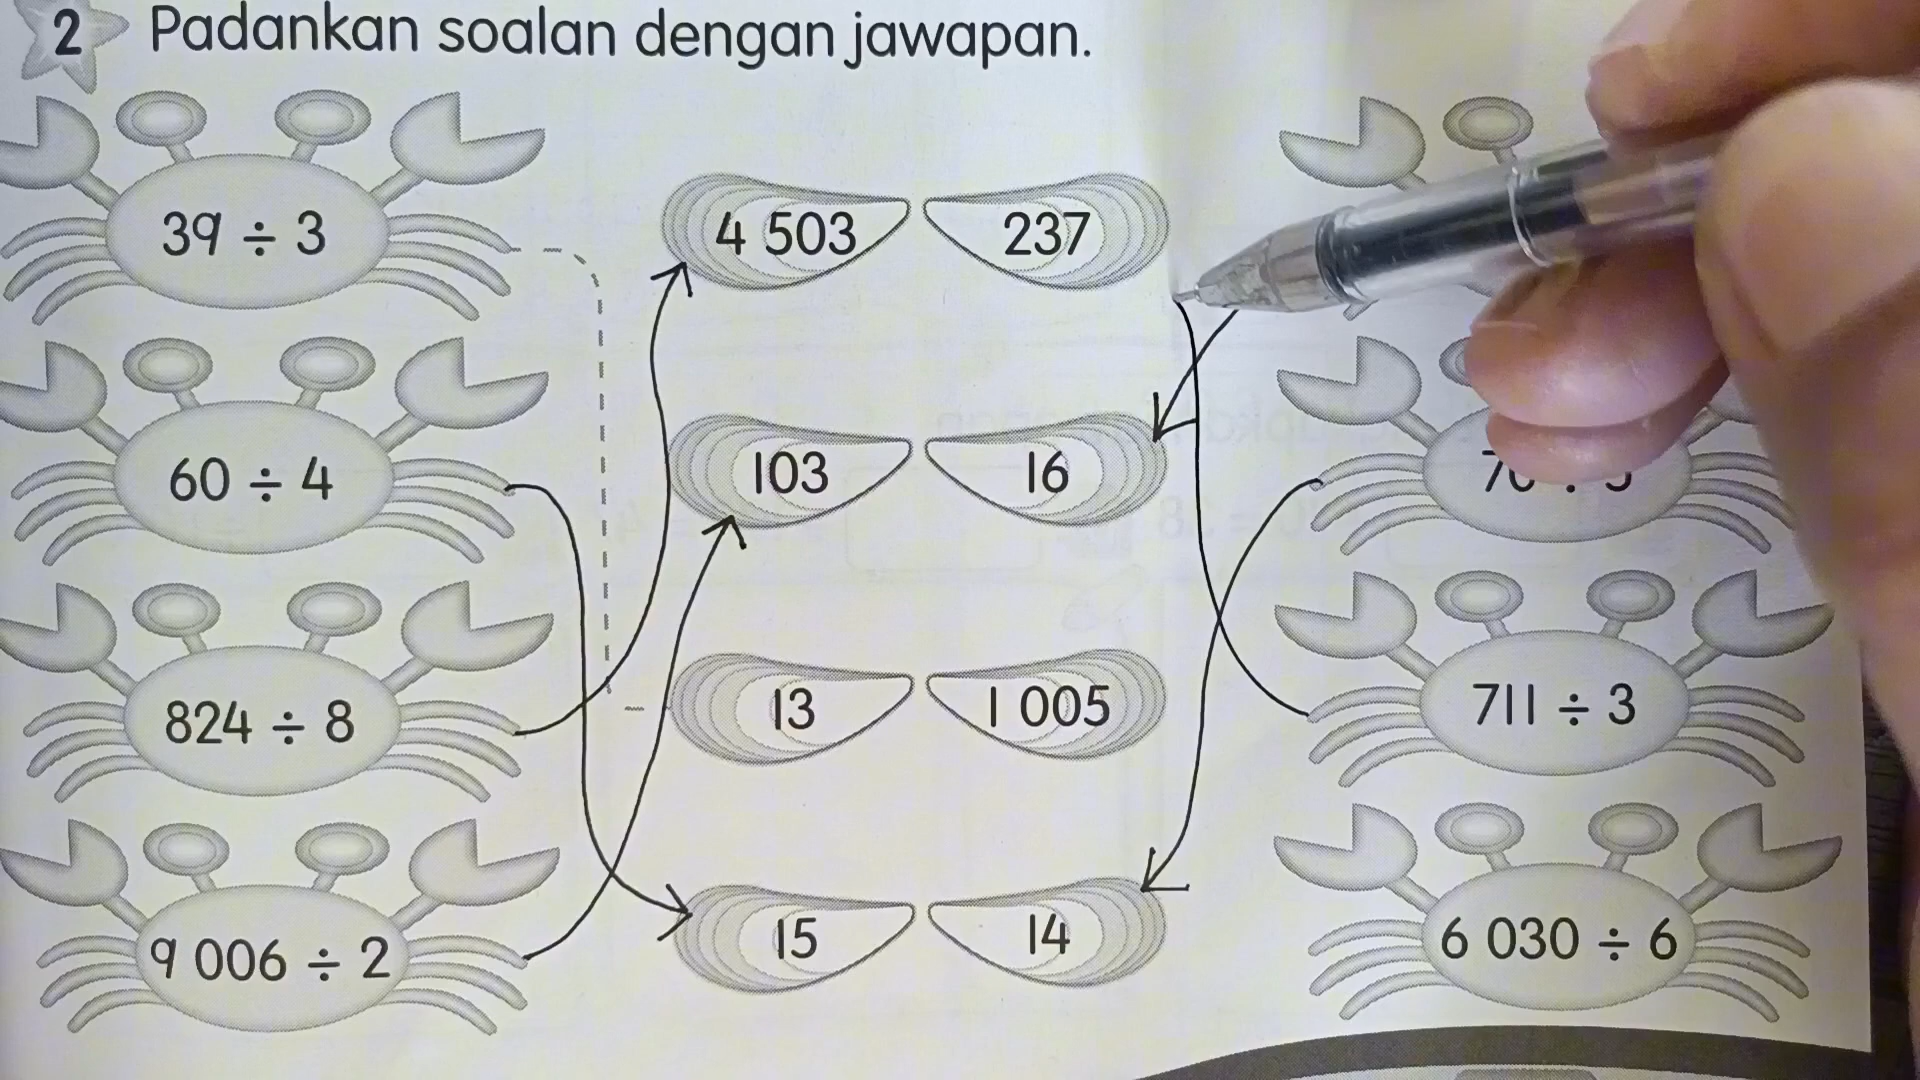 2 Padankan soalan dengan jawapan.
39 ÷ 3
4 503
237
60 ÷ 4
103
16
824 ÷ 8
13
1 005
711 ÷ 3
9 006 ÷ 2
15
14
6 030 ÷ 6